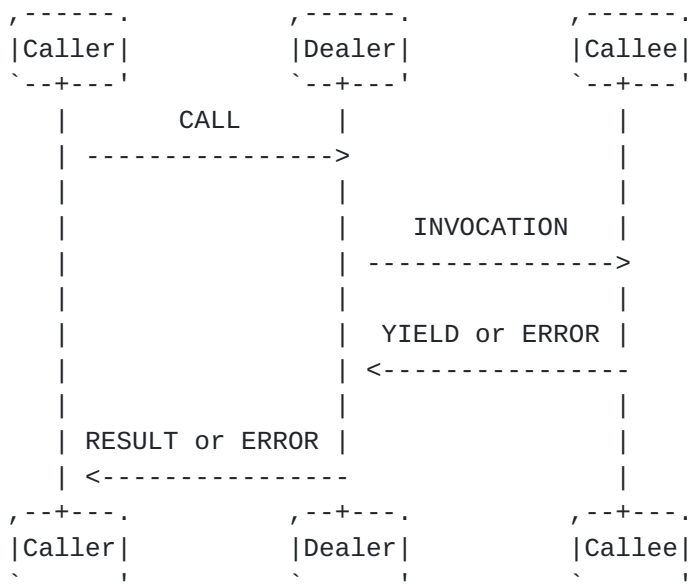 Caller Dealer Callee
CALL
INVOCATION
YIELD or ERROR
RESULT or ERROR
Caller Dealer Callee